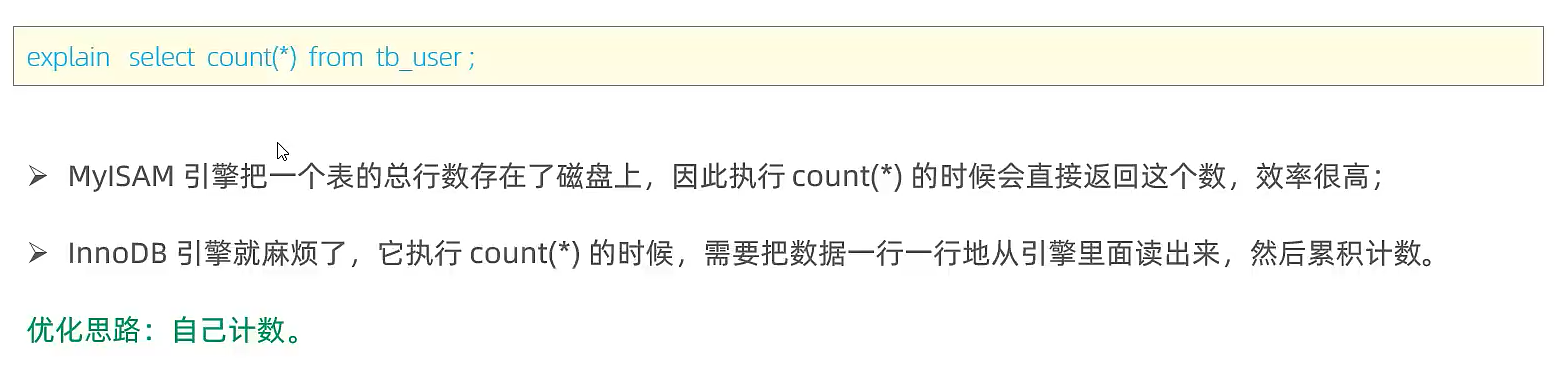 explain select count(*) from tb_user ;
➢ MyISAM 引擎把一个表的总行数存在了磁盘上，因此执行 count(*) 的时候会直接返回这个数，效率很高；
➢ InnoDB 引擎就麻烦了，它执行 count(*) 的时候，需要把数据一行一行地从引擎里面读出来，然后累积计数。
优化思路：自己计数。